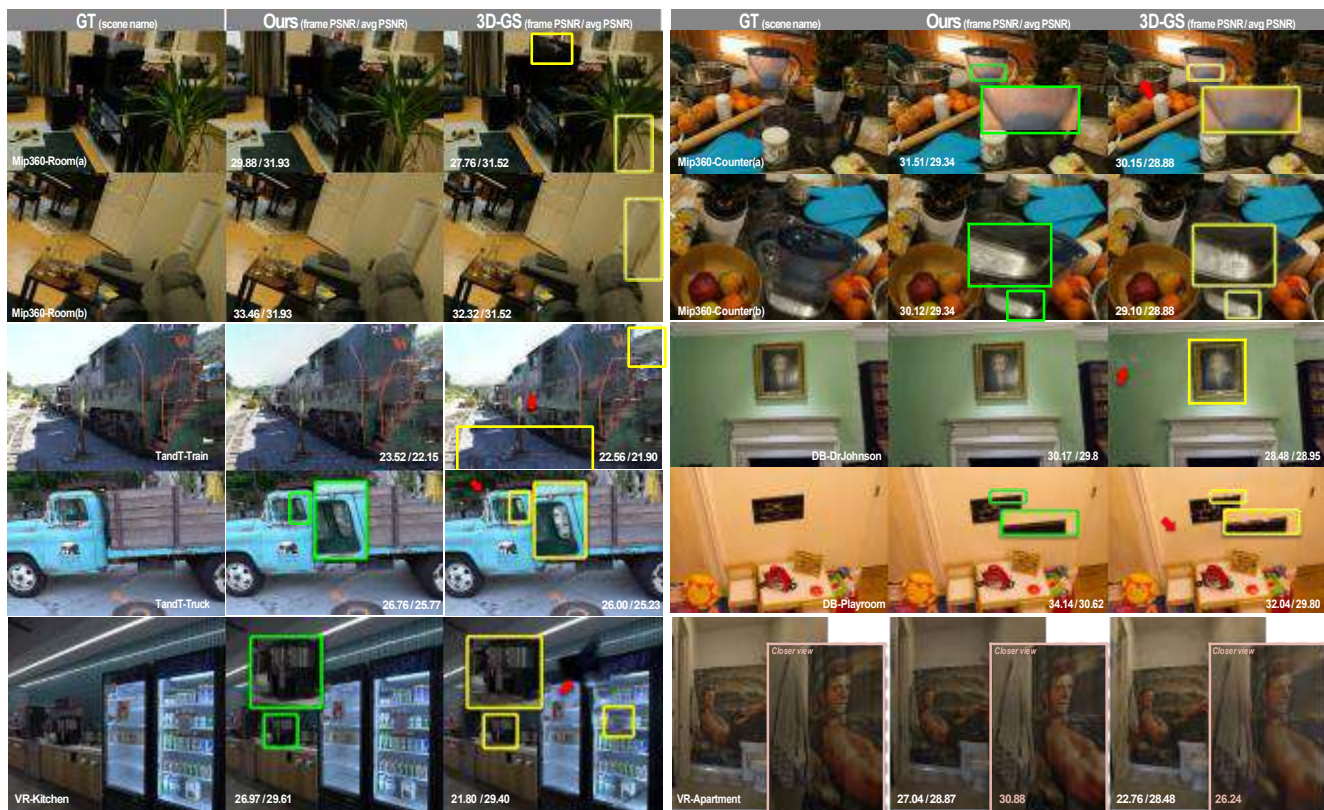 GT (scene name) Ours (frame PSNR / avg PSNR) 3D-GS (frame PSNR / avg PSNR)
Mip360-Room(a) 29.88 / 31.93 27.76 / 31.52
Mip360-Room(b) 33.46 / 31.93 32.32 / 31.52
TandT-Train 23.52 / 22.15 22.56 / 21.90
TandT-Truck 26.76 / 25.77 26.00 / 25.23
VR-Kitchen 26.97 / 29.61 21.80 / 29.40
GT (scene name) Ours (frame PSNR / avg PSNR) 3D-GS (frame PSNR / avg PSNR)
Mip360-Counter(a) 31.51 / 29.34 30.15 / 28.88
Mip360-Counter(b) 30.12 / 29.34 29.10 / 28.88
DB-DrJohnson 30.17 / 29.8 28.48 / 28.95
DB-Playroom 34.14 / 30.62 32.04 / 29.80
Closer view Closer view Closer view
VR-Apartment 27.04 / 28.87 30.88 22.76 / 28.48 26.24